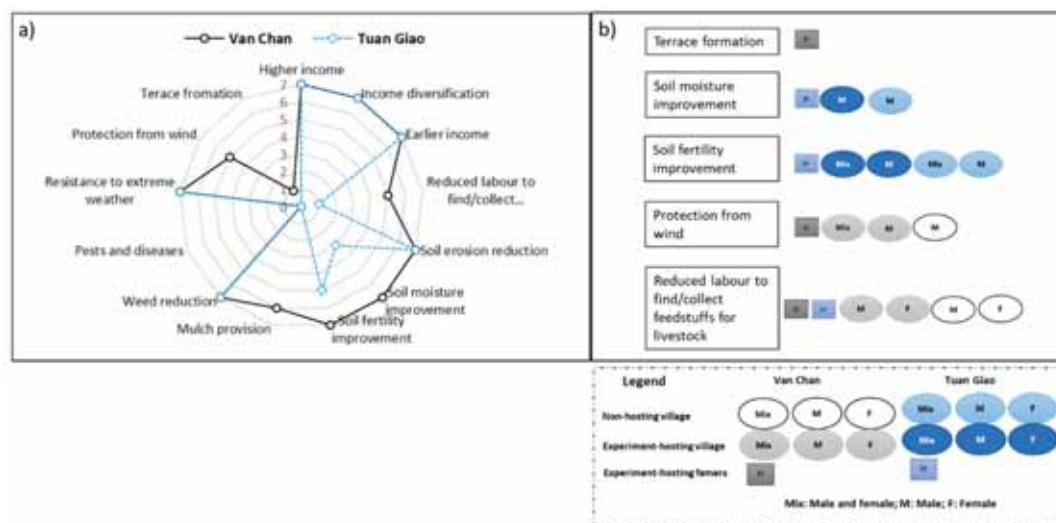 a)
Van Chan
Tuan Giao
Higher income
Income diversification
Earlier income
Reduced labour to
find/collect...
Soil erosion reduction
Soil moisture
improvement
Soil fertility
improvement
Mulch provision
Weed reduction
Pests and diseases
Resistance to extreme
weather
Protection from wind
Terace fromation
7
6
5
4
3
2
1
0
b)
Terrace formation
Soil moisture
improvement
M M
Soil fertility
improvement
Mix M Mix M
Protection from
wind
Mix M M
Reduced labour to
find/collect
feedstuffs for
livestock
M F M F
Legend
Van Chan Tuan Giao
Non-hosting village
Mix M F Mix M F
Experiment-hosting village
Mix M F Mix M F
Experiment-hosting famers
Mix: Male and female; M: Male; F: Female